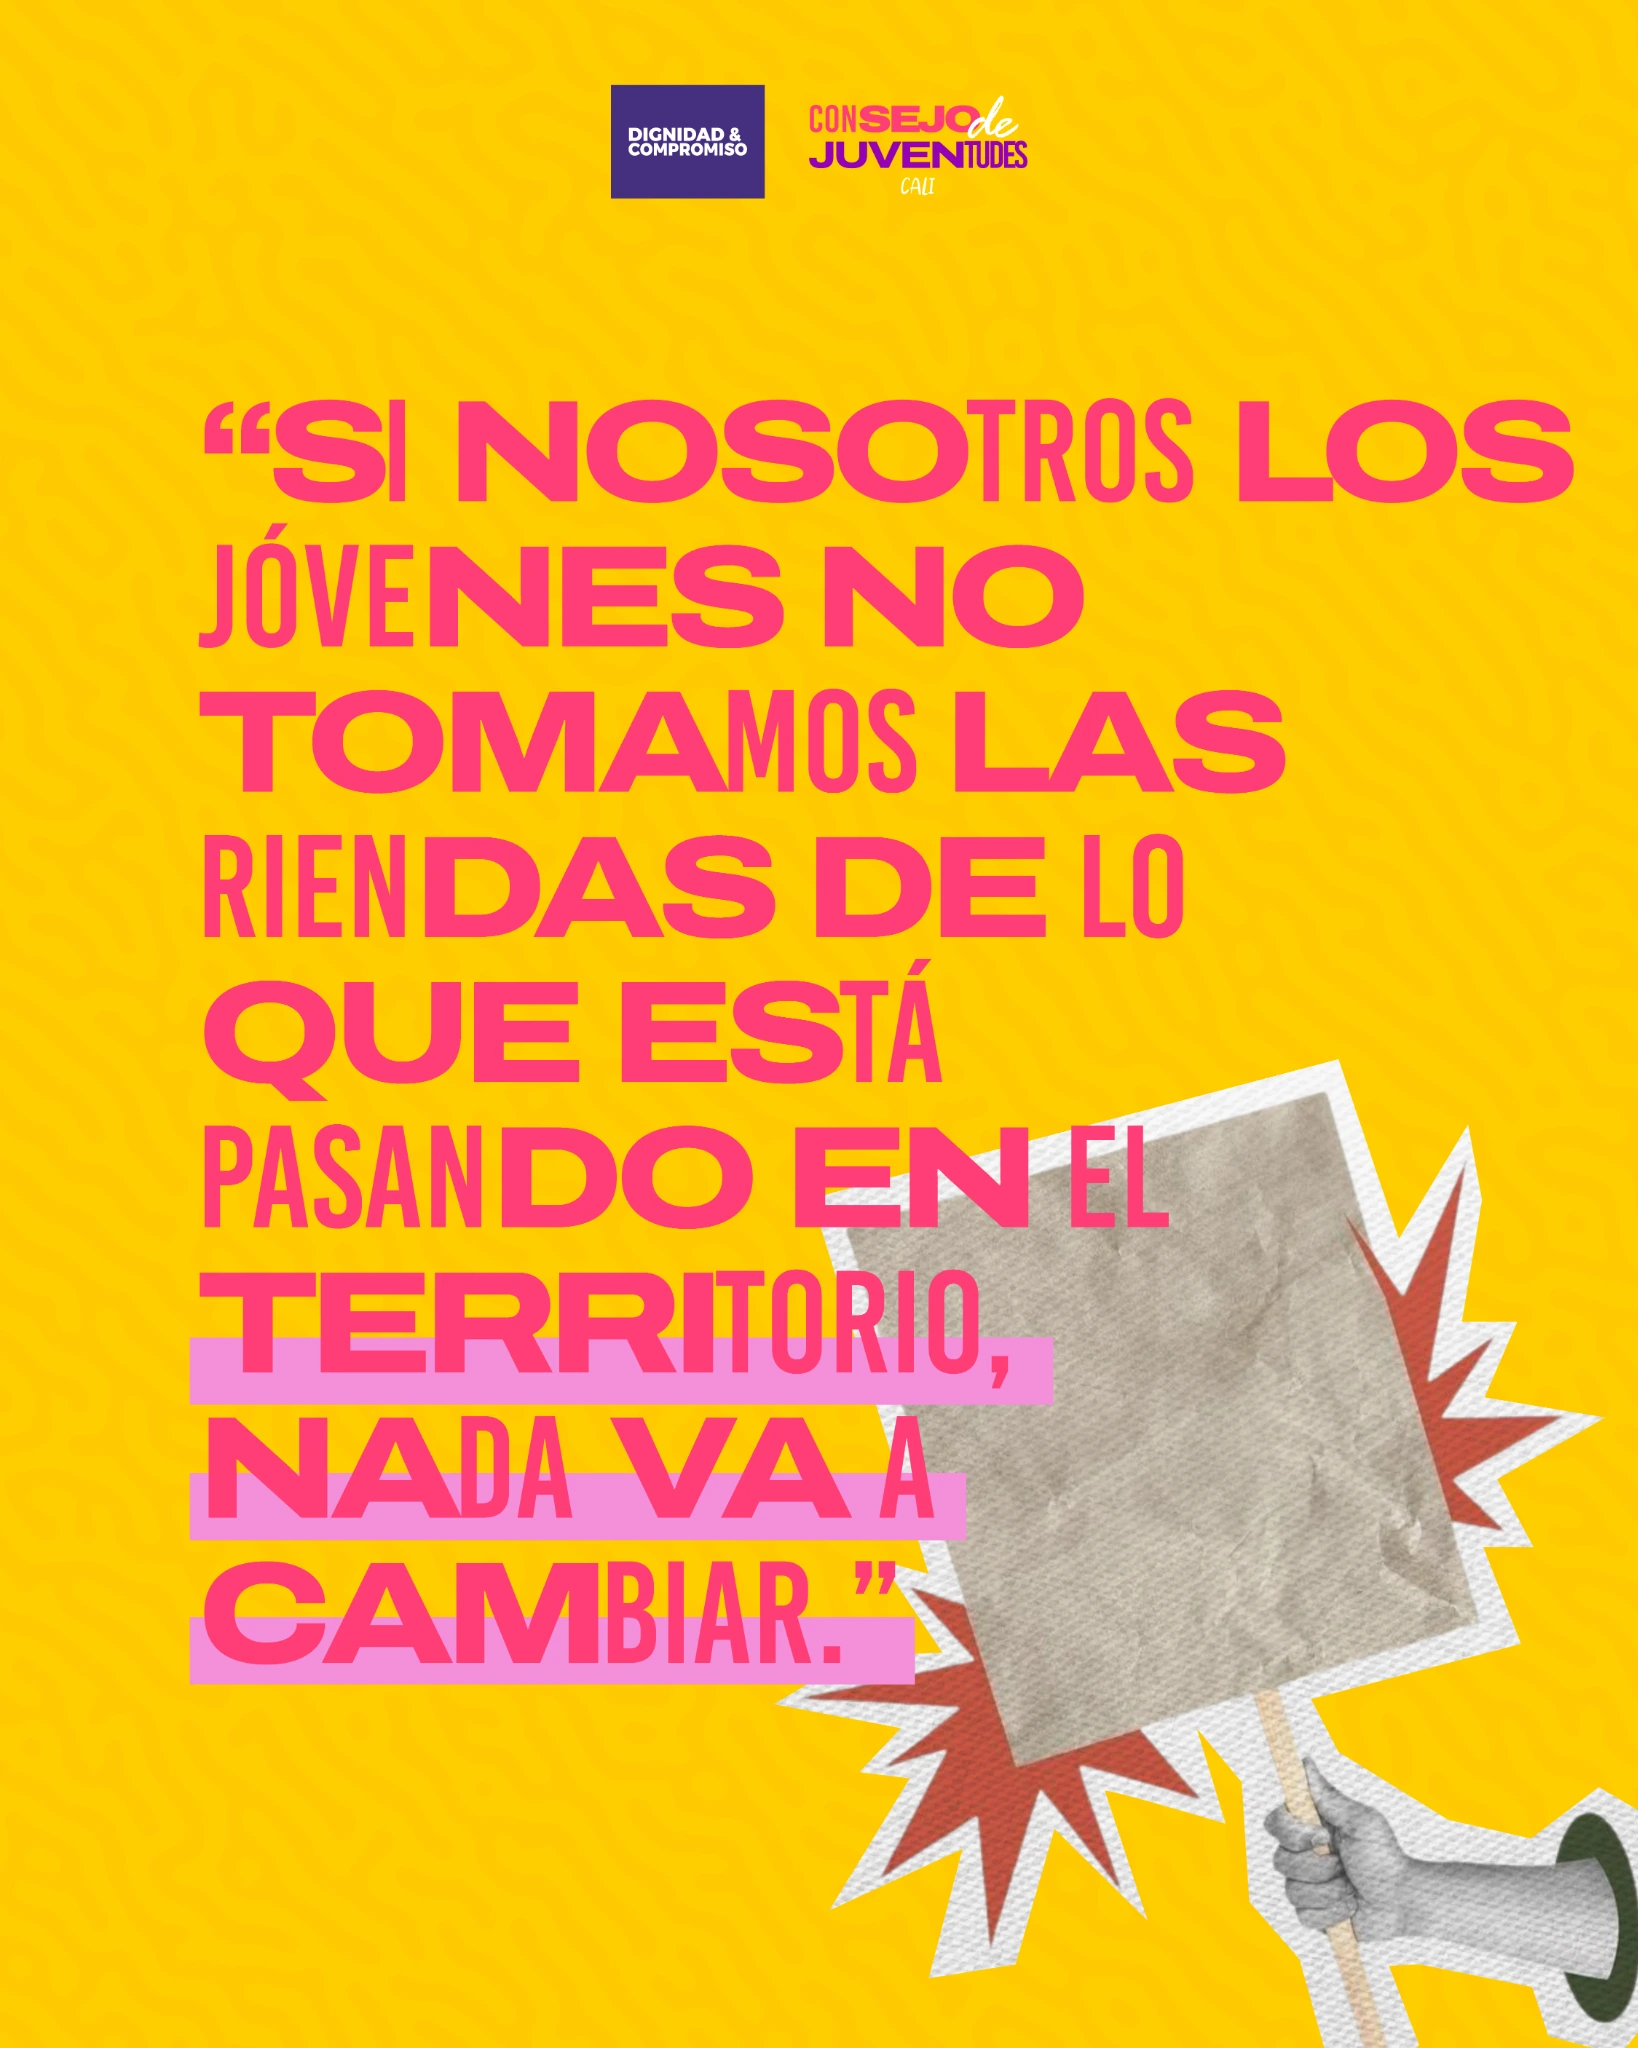 DIGNIDAD &
COMPROMISO
CONSEJO de
JUVENTUDES
CALI
“SI NOSOTROS LOS
JÓVENES NO
TOMAMOS LAS
RIENDAS DE LO
QUE ESTÁ
PASANDO EN EL
TERRITORIO,
NADA VA A
CAMBIAR.”